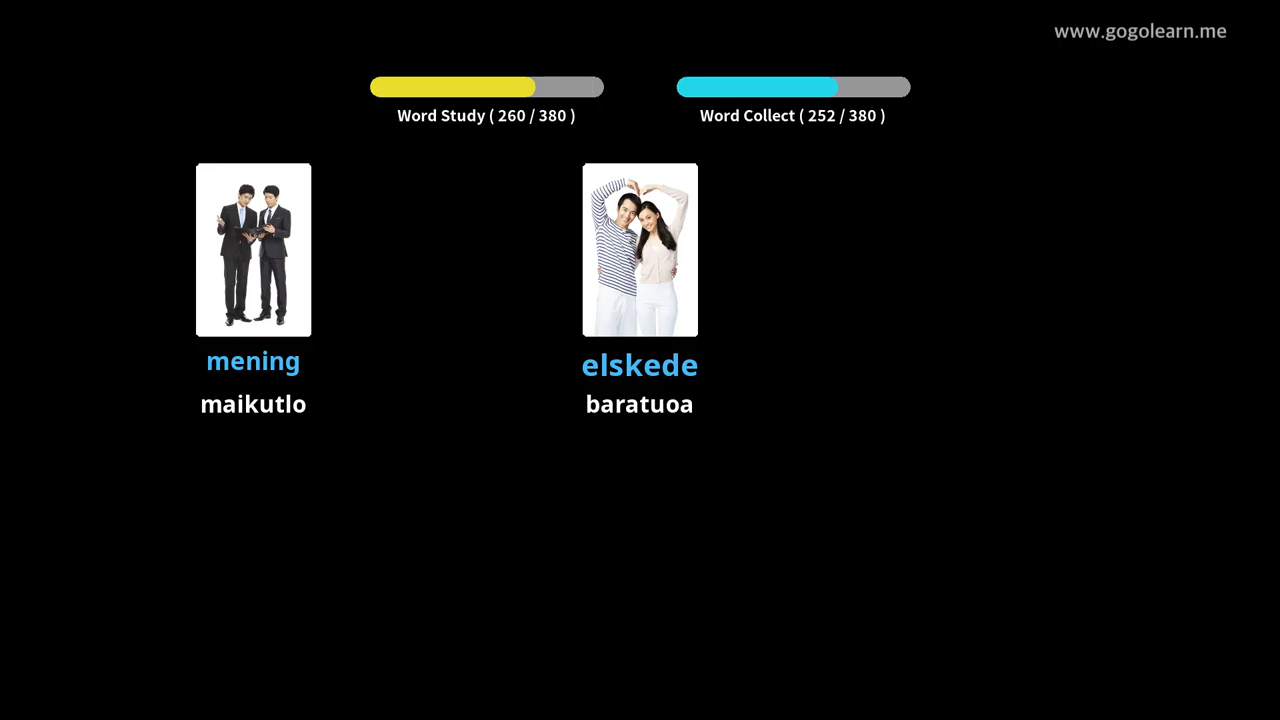 www.gogolearn.me
Word Study ( 260 / 380 )
Word Collect ( 252 / 380 )
mening
elskede
maikutlo
baratuoa